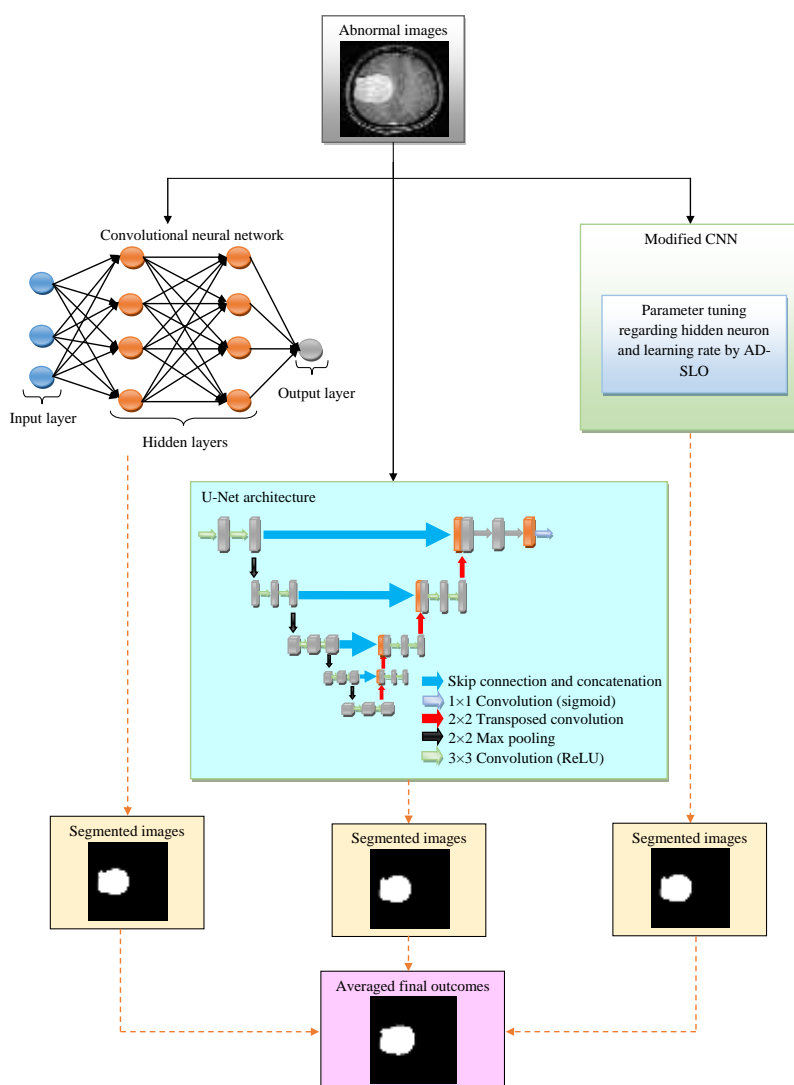 Abnormal images
Convolutional neural network
Input layer
Hidden layers
Output layer
Modified CNN
Parameter tuning
regarding hidden neuron
and learning rate by AD-
SLO
U-Net architecture
Skip connection and concatenation
1×1 Convolution (sigmoid)
2×2 Transposed convolution
2×2 Max pooling
3×3 Convolution (ReLU)
Segmented images
Segmented images
Segmented images
Averaged final outcomes